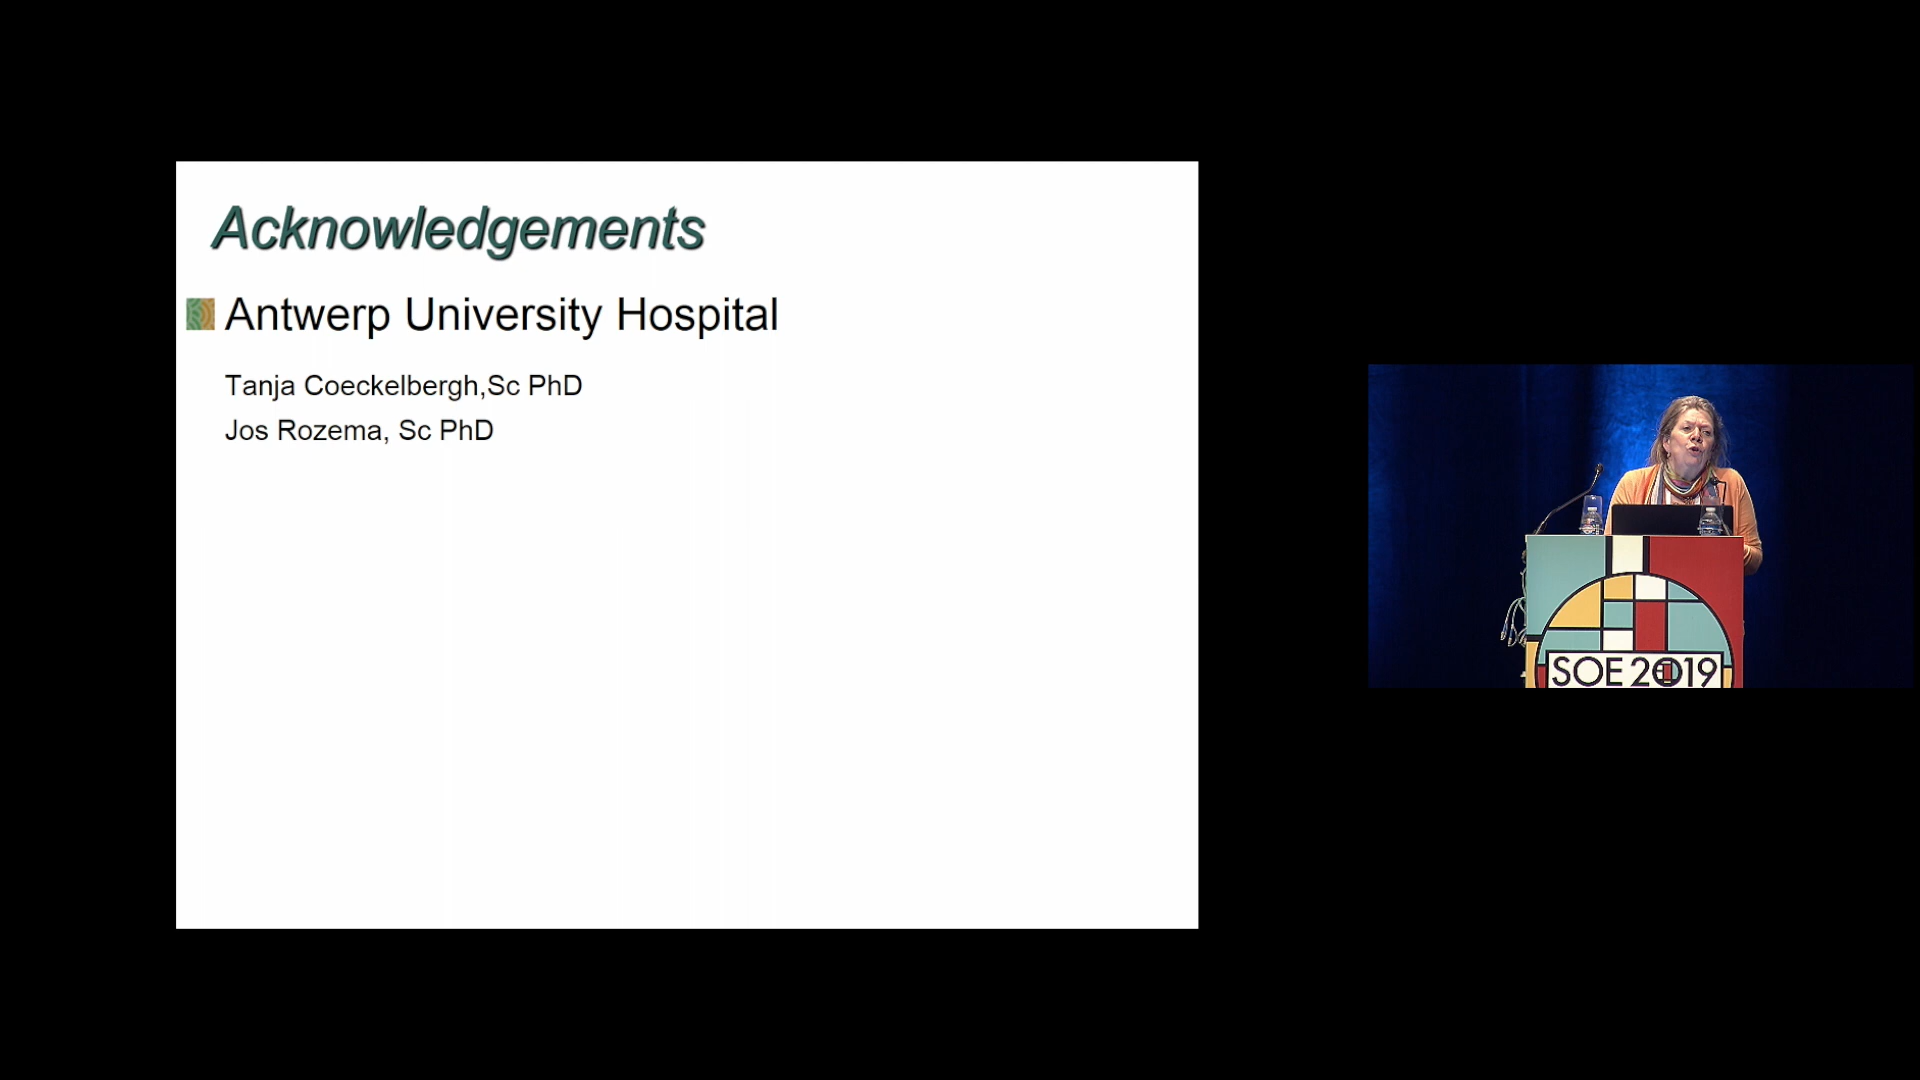 Acknowledgements
Antwerp University Hospital
Tanja Coeckelbergh,Sc PhD
Jos Rozema, Sc PhD
SOE 2019